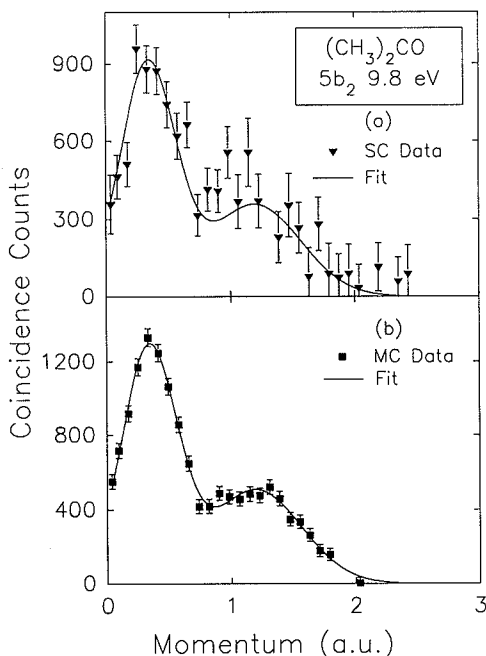 (CH₃)₂CO
5b₂ 9.8 eV
(a)
SC Data
Fit
900
600
300
0
Coincidence Counts
(b)
MC Data
Fit
1200
800
400
0
0 1 2 3
Momentum (a.u.)